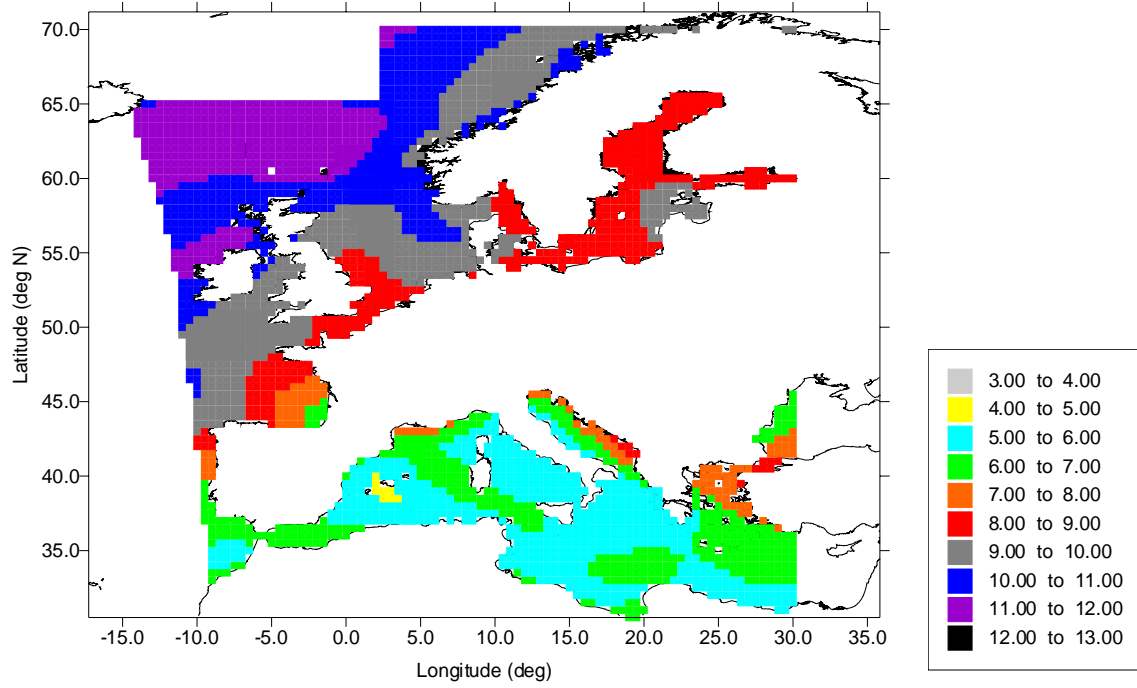 70.0
65.0
60.0
55.0
50.0
45.0
40.0
35.0
Latitude (deg N)
-15.0 -10.0 -5.0 0.0 5.0 10.0 15.0 20.0 25.0 30.0 35.0
Longitude (deg)
3.00 to 4.00
4.00 to 5.00
5.00 to 6.00
6.00 to 7.00
7.00 to 8.00
8.00 to 9.00
9.00 to 10.00
10.00 to 11.00
11.00 to 12.00
12.00 to 13.00